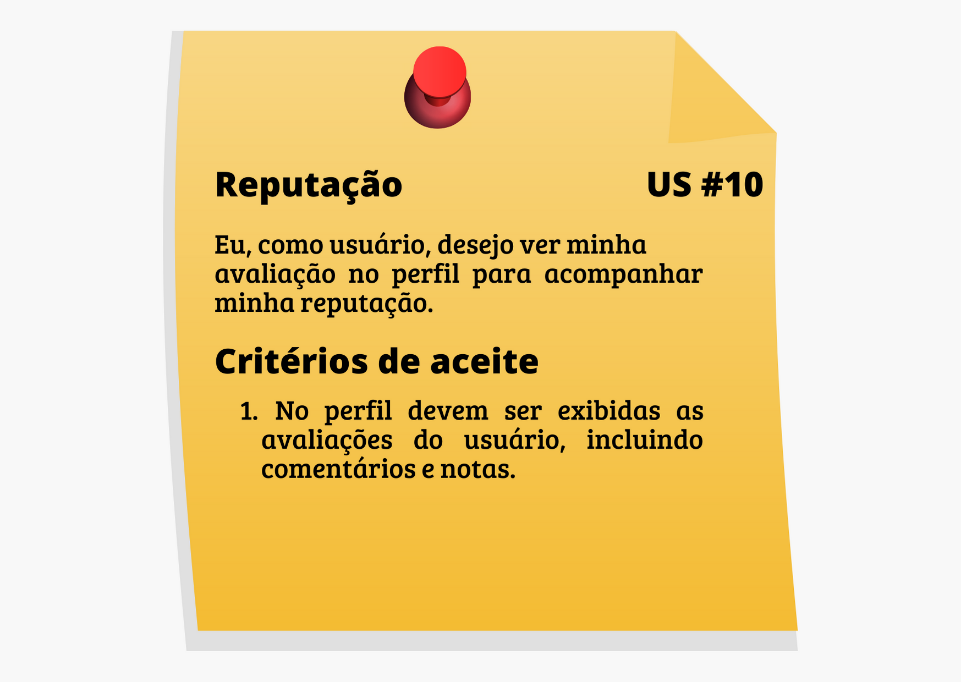 Reputação US #10
Eu, como usuário, desejo ver minha
avaliação no perfil para acompanhar
minha reputação.
Critérios de aceite
1. No perfil devem ser exibidas as
avaliações do usuário, incluindo
comentários e notas.